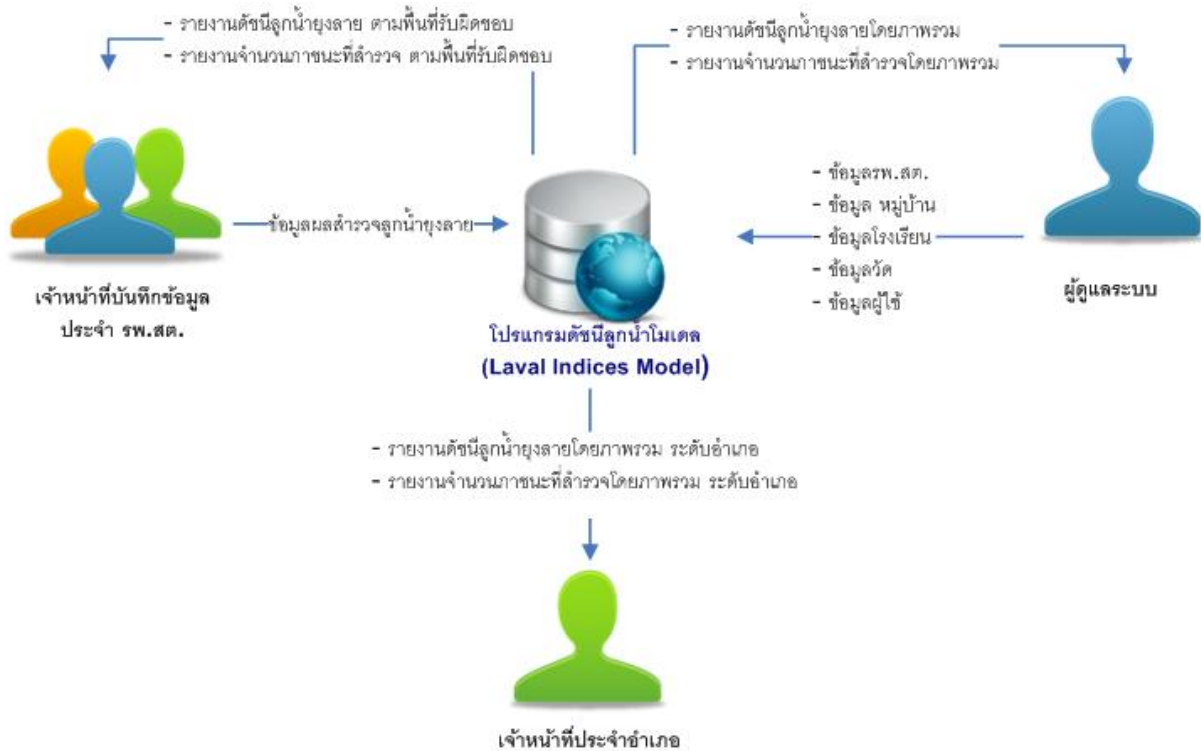 - รายงานดัชนีลูกน้ำยุงลาย ตามพื้นที่รับผิดชอบ
- รายงานจำนวนภาชนะที่สำรวจ ตามพื้นที่รับผิดชอบ
- รายงานดัชนีลูกน้ำยุงลายโดยภาพรวม
- รายงานจำนวนภาชนะที่สำรวจโดยภาพรวม
ข้อมูลผลสำรวจลูกน้ำยุงลาย
- ข้อมูลรพ.สต.
- ข้อมูล หมู่บ้าน
- ข้อมูลโรงเรียน
- ข้อมูลวัด
- ข้อมูลผู้ใช้
เจ้าหน้าที่บันทึกข้อมูล
ประจำ รพ.สต.
ผู้ดูแลระบบ
โปรแกรมดัชนีลูกน้ำโมเดล
(Laval Indices Model)
- รายงานดัชนีลูกน้ำยุงลายโดยภาพรวม ระดับอำเภอ
- รายงานจำนวนภาชนะที่สำรวจโดยภาพรวม ระดับอำเภอ
เจ้าหน้าที่ประจำอำเภอ